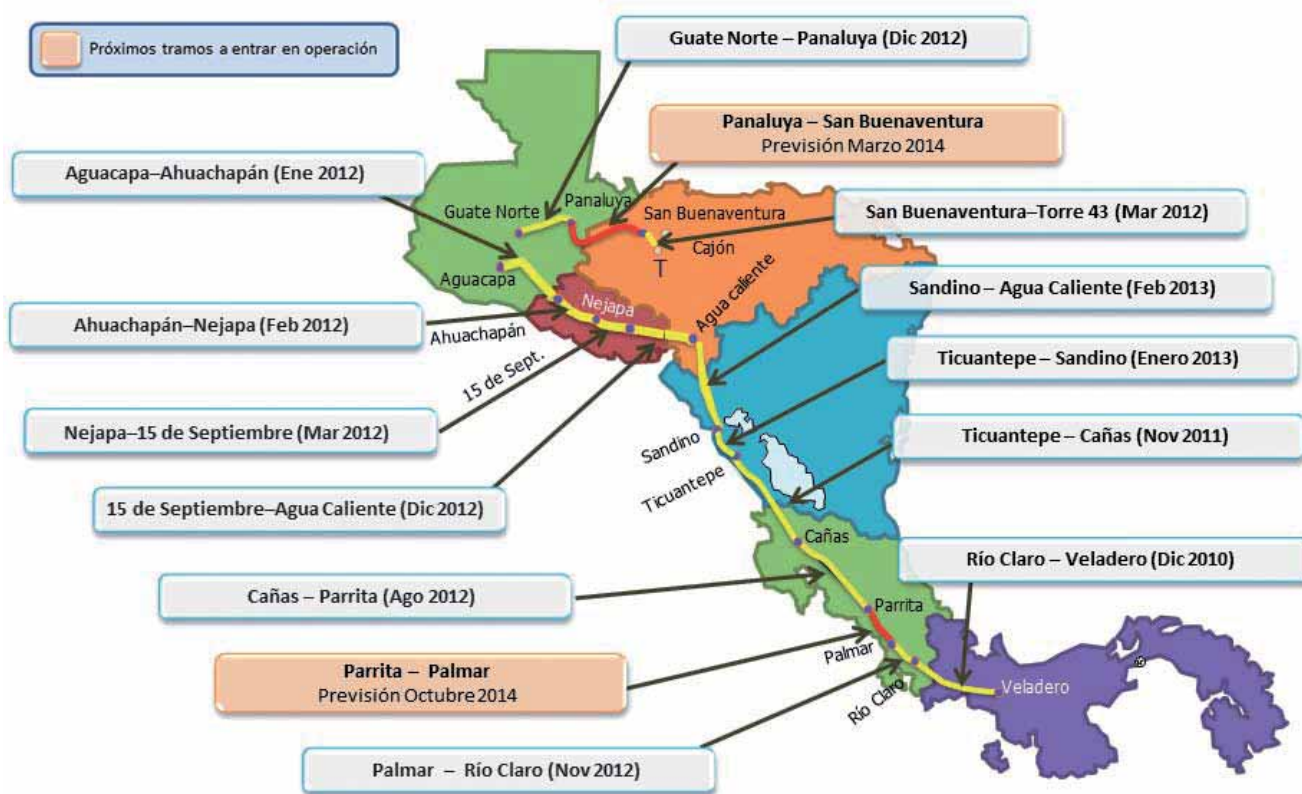 Próximos tramos a entrar en operación
Guate Norte – Panaluya (Dic 2012)
Panaluya – San Buenaventura
Previsión Marzo 2014
Aguacapa–Ahuachapán (Ene 2012)
San Buenaventura–Torre 43 (Mar 2012)
Guate Norte
Panaluya
San Buenaventura
Cajón
T
Aguacapa
Sandino – Agua Caliente (Feb 2013)
Agua caliente
Nejapa
Ahuachapán–Nejapa (Feb 2012)
Ahuachapán
15 de Sept.
Ticuantepe – Sandino (Enero 2013)
Nejapa–15 de Septiembre (Mar 2012)
Sandino
Ticuantepe – Cañas (Nov 2011)
Ticuantepe
15 de Septiembre–Agua Caliente (Dic 2012)
Cañas
Río Claro – Veladero (Dic 2010)
Cañas – Parrita (Ago 2012)
Parrita
Palmar
Parrita – Palmar
Previsión Octubre 2014
Río Claro
Veladero
Palmar – Río Claro (Nov 2012)